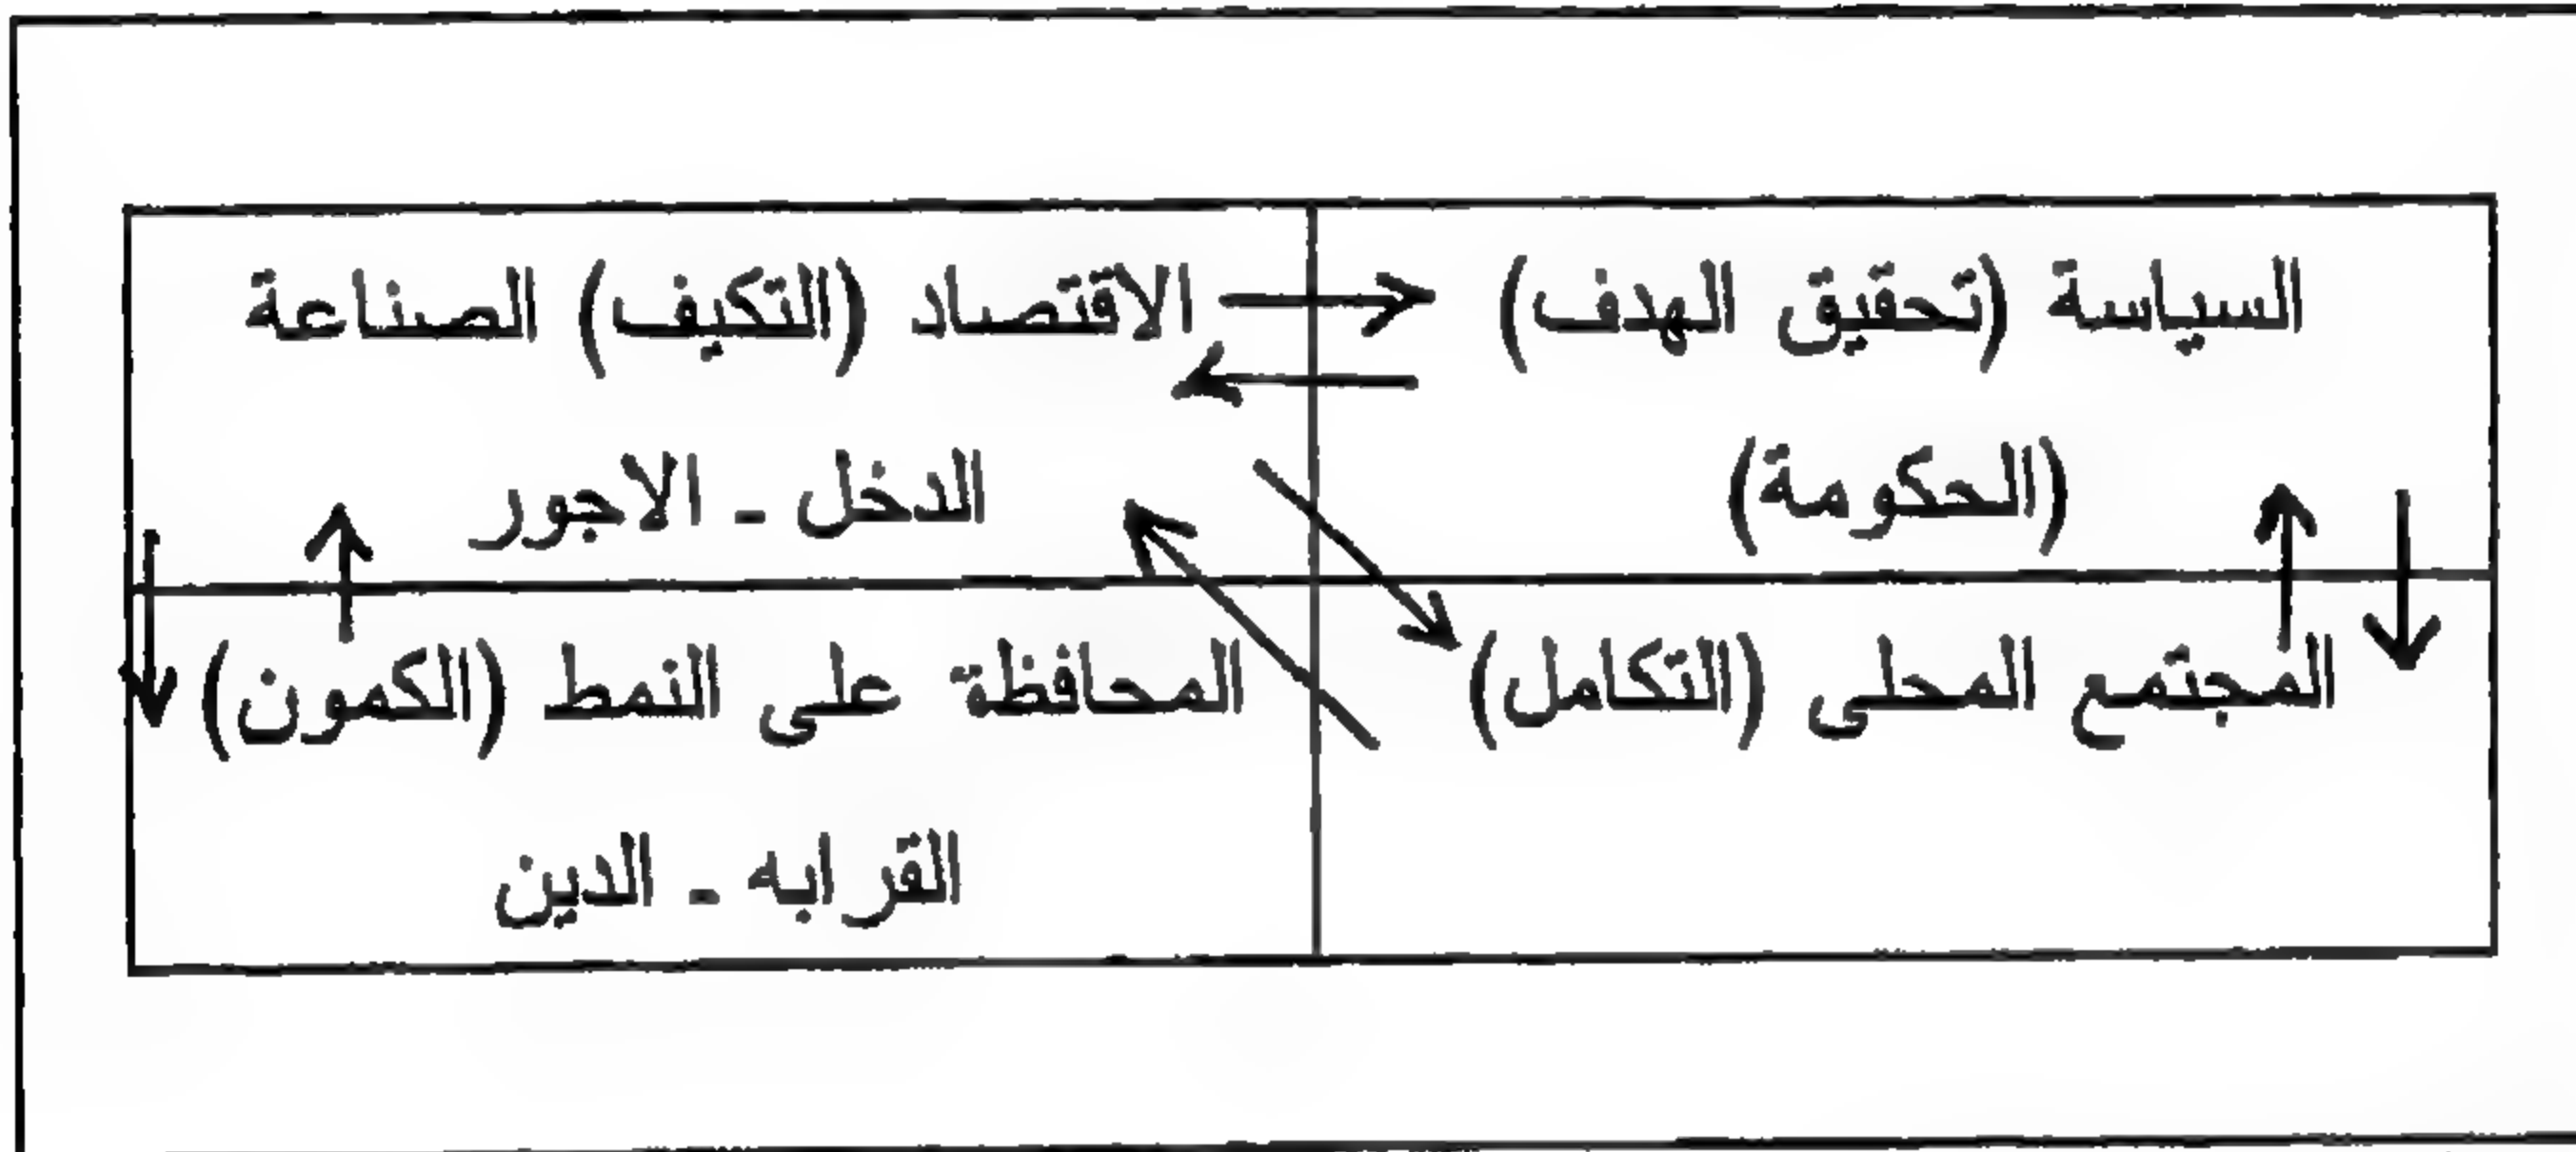 السياسة (تحقيق الهدف)
(الحكومة)
الاقتصاد (التكيف) الصناعة
الدخل - الاجور
المجتمع المحلى (التكامل)
المحافظة على النمط (الكمون)
القرابه - الدين